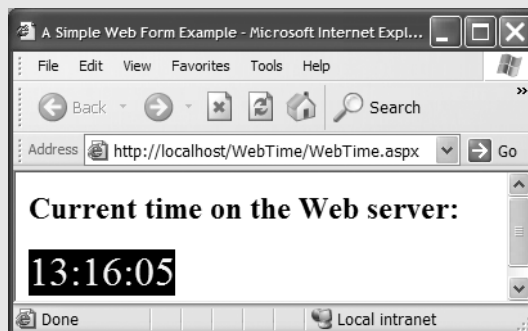 A Simple Web Form Example - Microsoft Internet Expl...
File Edit View Favorites Tools Help
Back Search
Address http://localhost/WebTime/WebTime.aspx Go
Current time on the Web server:
13:16:05
Done Local intranet